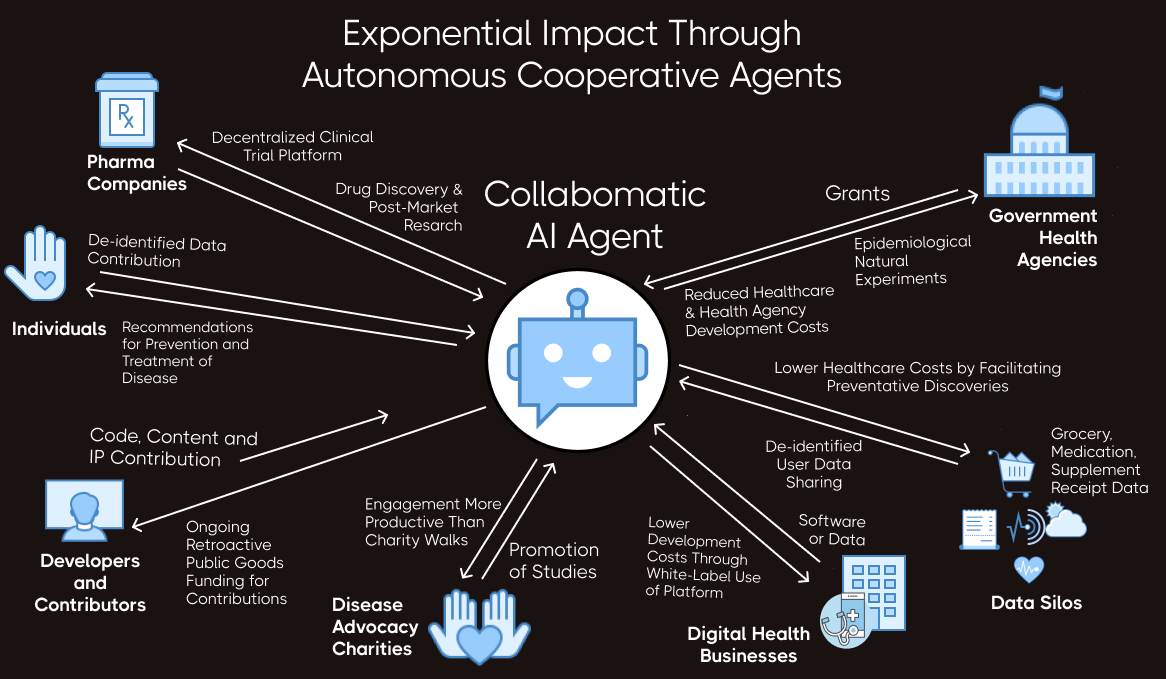 Exponential Impact Through
Autonomous Cooperative Agents
Rx
Pharma
Companies
Decentralized Clinical
Trial Platform
Drug Discovery &
Post-Market
Resarch
Collabomatic
AI Agent
Grants
Government
Health
Agencies
Epidemiological
Natural
Experiments
Reduced Healthcare
& Health Agency
Development Costs
De-identified Data
Contribution
Individuals
Recommendations
for Prevention and
Treatment of
Disease
Lower Healthcare Costs by Facilitating
Preventative Discoveries
Code, Content and
IP Contribution
De-identified
User Data
Sharing
Grocery,
Medication,
Supplement
Receipt Data
Data Silos
Developers
and
Contributors
Ongoing
Retroactive
Public Goods
Funding for
Contributions
Engagement More
Productive Than
Charity Walks
Promotion
of Studies
Disease
Advocacy
Charities
Lower
Development
Costs Through
White-Label Use
of Platform
Software
or Data
Digital Health
Businesses